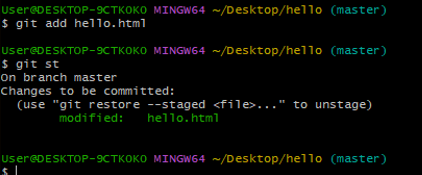 User@DESKTOP-9CTKOKO MINGW64 ~/Desktop/hello (master)
$ git add hello.html
User@DESKTOP-9CTKOKO MINGW64 ~/Desktop/hello (master)
$ git st
On branch master
Changes to be committed:
(use "git restore --staged <file>..." to unstage)
modified: hello.html
User@DESKTOP-9CTKOKO MINGW64 ~/Desktop/hello (master)
$